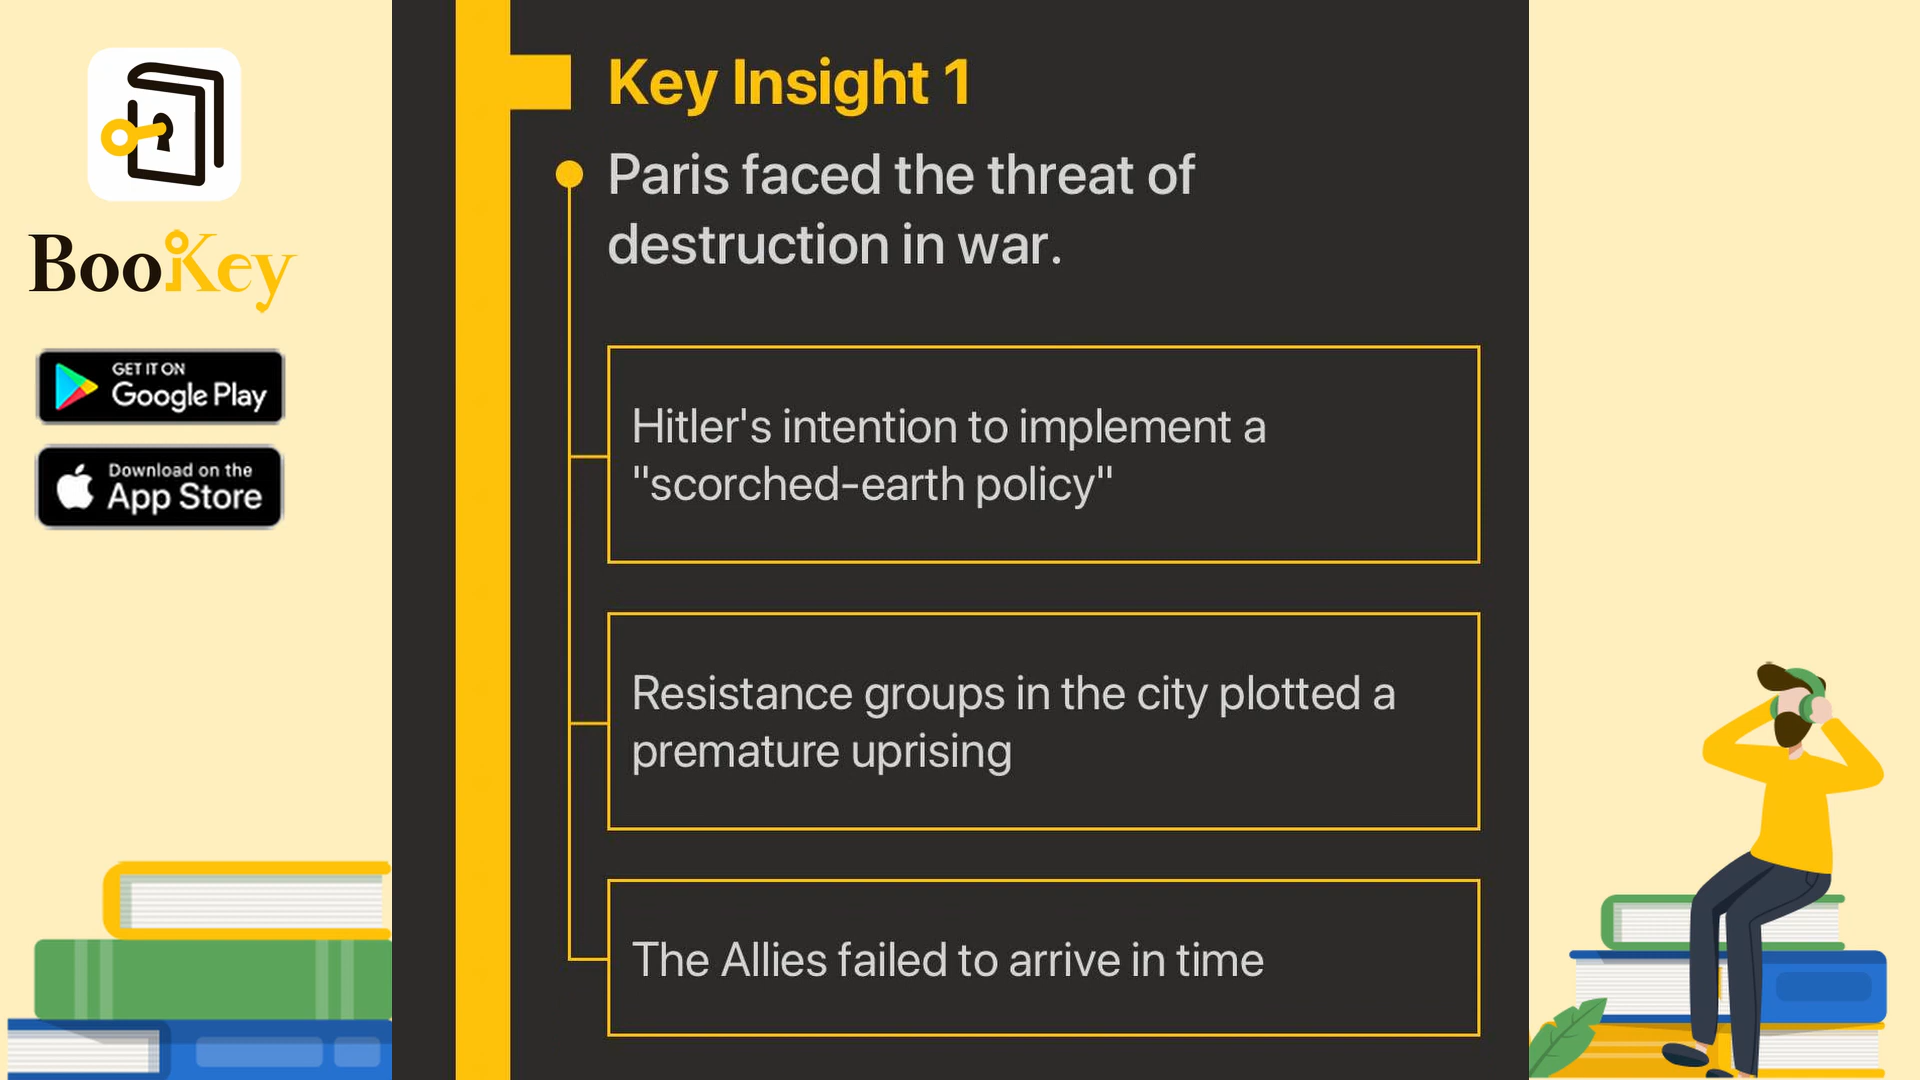 BooKey
GET IT ON
Google Play
Download on the
App Store
Key Insight 1
Paris faced the threat of
destruction in war.
Hitler's intention to implement a
"scorched-earth policy"
Resistance groups in the city plotted a
premature uprising
The Allies failed to arrive in time